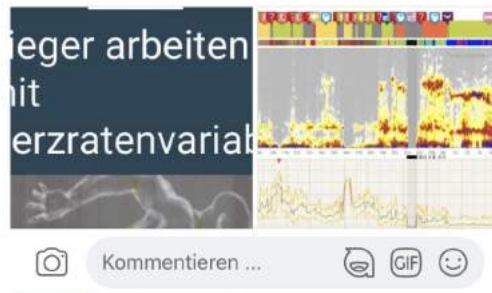 ieger arbeiten
it
erzratenvariab
Kommentieren ...
GIF